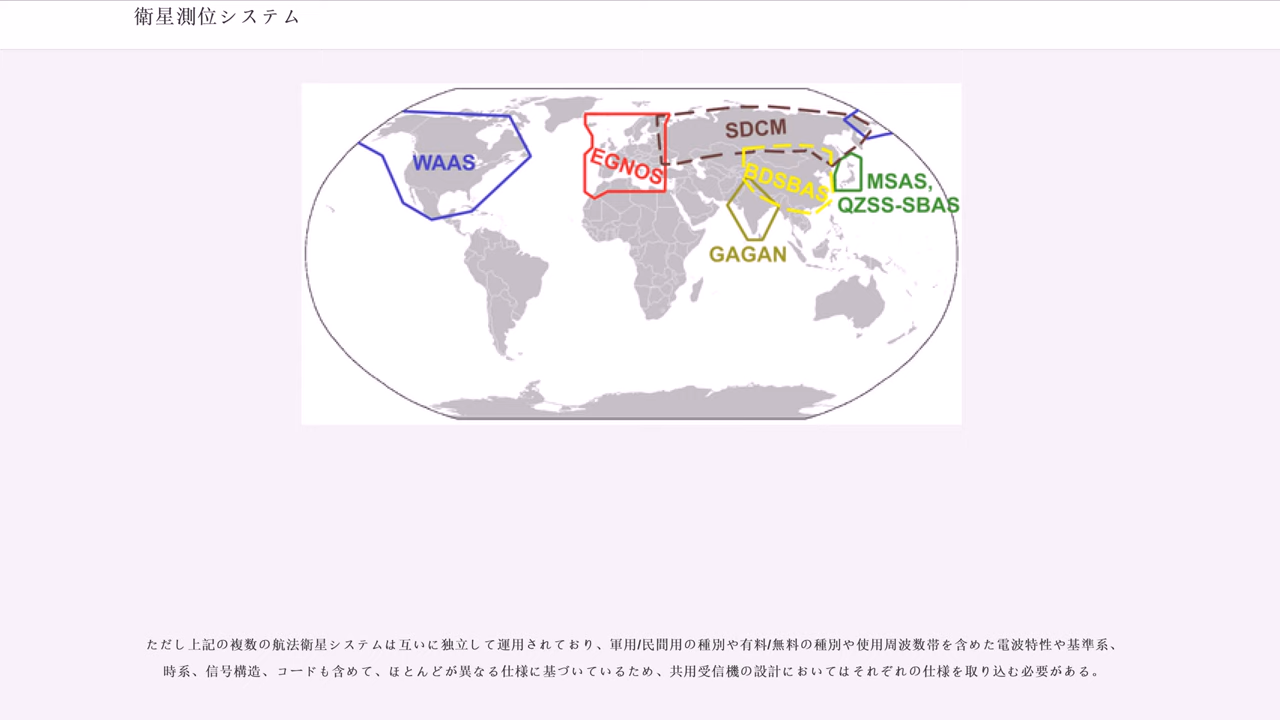 衛星測位システム
WAAS
EGNOS
SDCM
BDSBAS
GAGAN
MSAS,
QZSS-SBAS
ただし上記の複数の航法衛星システムは互いに独立して運用されており、軍用/民間用の種別や有料/無料の種別や使用周波数帯を含めた電波特性や基準系、
時系、信号構造、コードも含めて、ほとんどが異なる仕様に基づいているため、共用受信機の設計においてはそれぞれの仕様を取り込む必要がある。